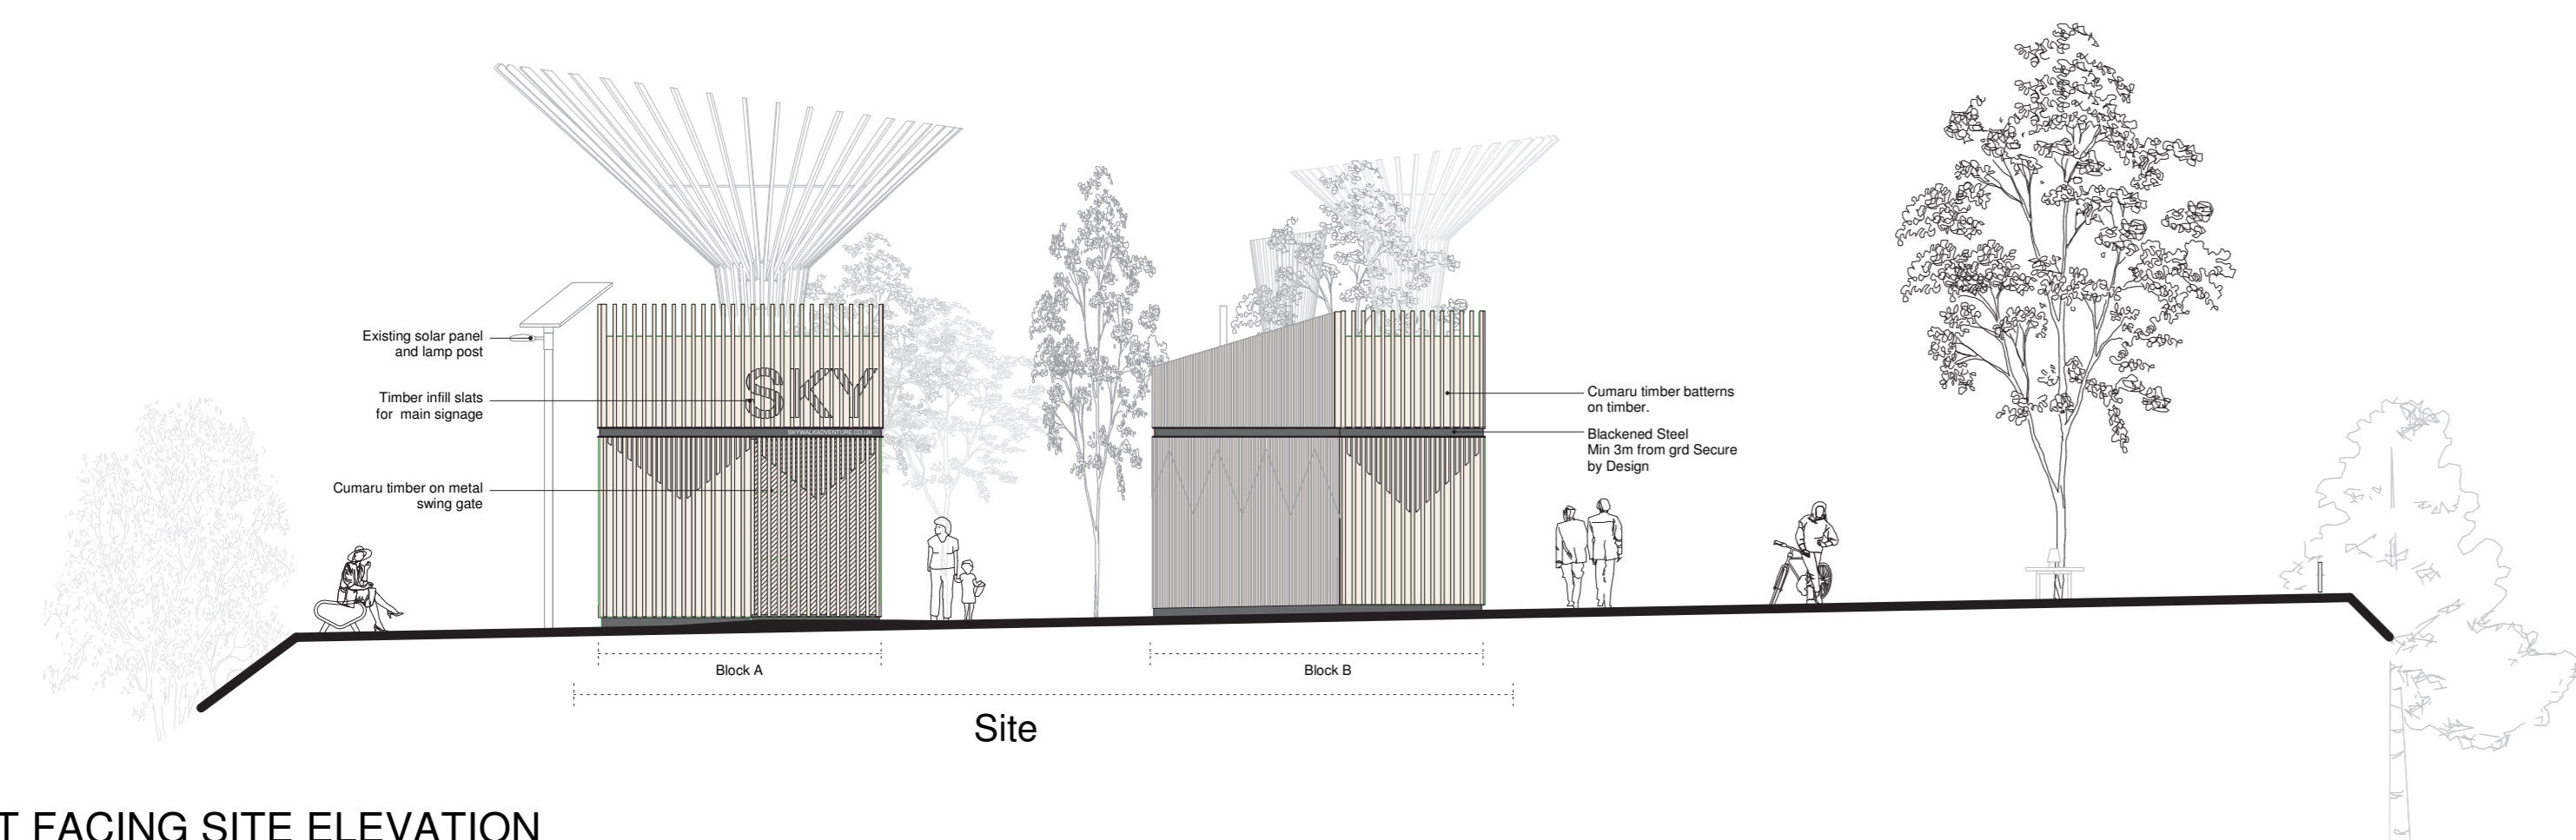 Existing solar panel
and lamp post
Timber infill slats
for main signage
Cumaru timber on metal
swing gate
SKY
SKYWALKADVENTURE.CO.UK
Cumaru timber batterns
on timber.
Blackened Steel
Min 3m from grd Secure
by Design
Block A
Block B
Site
T FACING SITE ELEVATION